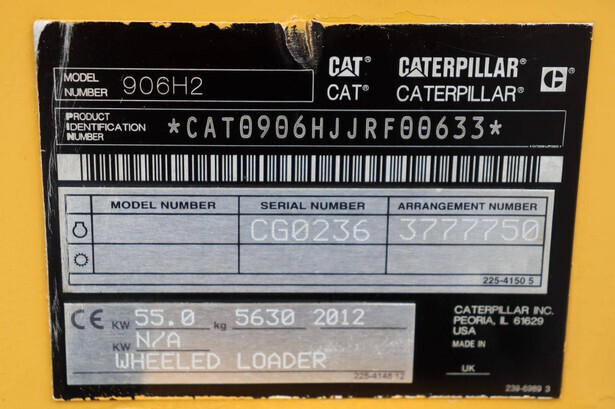 MODEL NUMBER 906H2
CAT® CATERPILLAR®
CAT® CATERPILLAR® C
PRODUCT IDENTIFICATION NUMBER *CAT0906HJJRF00633*
MODEL NUMBER SERIAL NUMBER ARRANGEMENT NUMBER
CG0236 3777750
225-4150 5
CE KW 55.0 kg 5630 2012
KW N/A
WHEELED LOADER
225-4148 12
CATERPILLAR INC.
PEORIA, IL 61629
USA
MADE IN
UK
239-6989 3